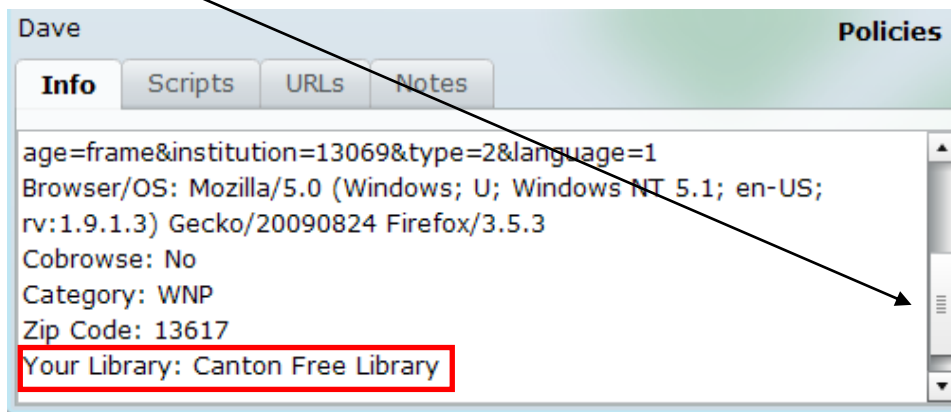 Dave Policies
Info Scripts URLs Notes
age=frame&institution=13069&type=2&language=1
Browser/OS: Mozilla/5.0 (Windows; U; Windows NT 5.1; en-US;
rv:1.9.1.3) Gecko/20090824 Firefox/3.5.3
Cobrowse: No
Category: WNP
Zip Code: 13617
Your Library: Canton Free Library